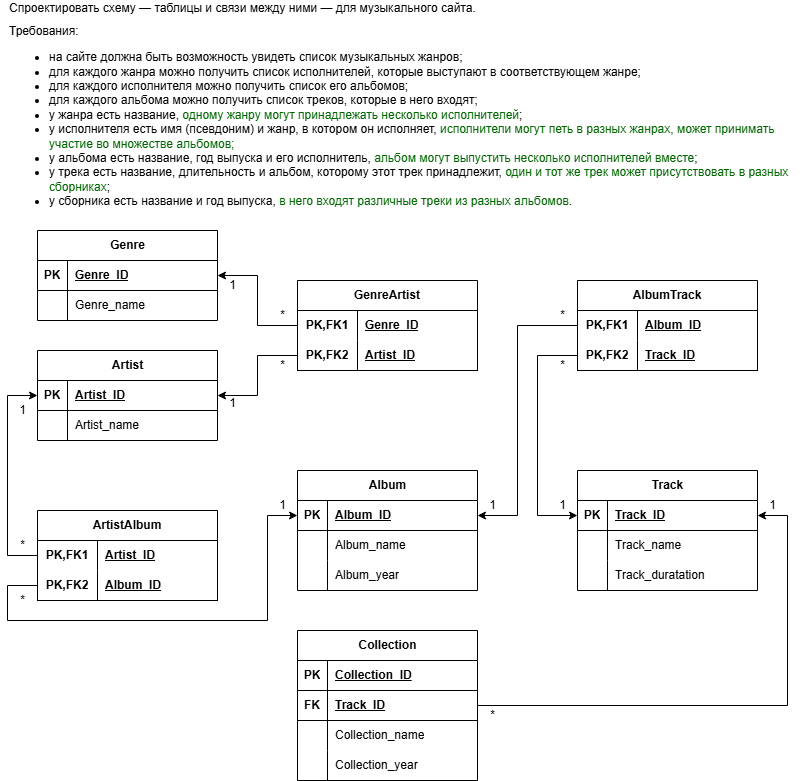 Спроектировать схему — таблицы и связи между ними — для музыкального сайта.
Требования:
• на сайте должна быть возможность увидеть список музыкальных жанров;
• для каждого жанра можно получить список исполнителей, которые выступают в соответствующем жанре;
• для каждого исполнителя можно получить список его альбомов;
• для каждого альбома можно получить список треков, которые в него входят;
• у жанра есть название, одному жанру могут принадлежать несколько исполнителей;
• у исполнителя есть имя (псевдоним) и жанр, в котором он исполняет, исполнители могут петь в разных жанрах, может принимать
участие во множестве альбомов;
• у альбома есть название, год выпуска и его исполнитель, альбом могут выпустить несколько исполнителей вместе;
• у трека есть название, длительность и альбом, которому этот трек принадлежит, один и тот же трек может присутствовать в разных
сборниках;
• у сборника есть название и год выпуска, в него входят различные треки из разных альбомов.
Genre
PK Genre_ID
Genre_name
1
GenreArtist
* PK,FK1 Genre_ID
* PK,FK2 Artist_ID
AlbumTrack
* PK,FK1 Album_ID
* PK,FK2 Track_ID
Artist
1 PK Artist_ID 1
Artist_name
ArtistAlbum
* PK,FK1 Artist_ID
* PK,FK2 Album_ID
Album
1 PK Album_ID 1
Album_name
Album_year
Track
1 PK Track_ID 1
Track_name
Track_duratation
Collection
PK Collection_ID
FK Track_ID *
Collection_name
Collection_year